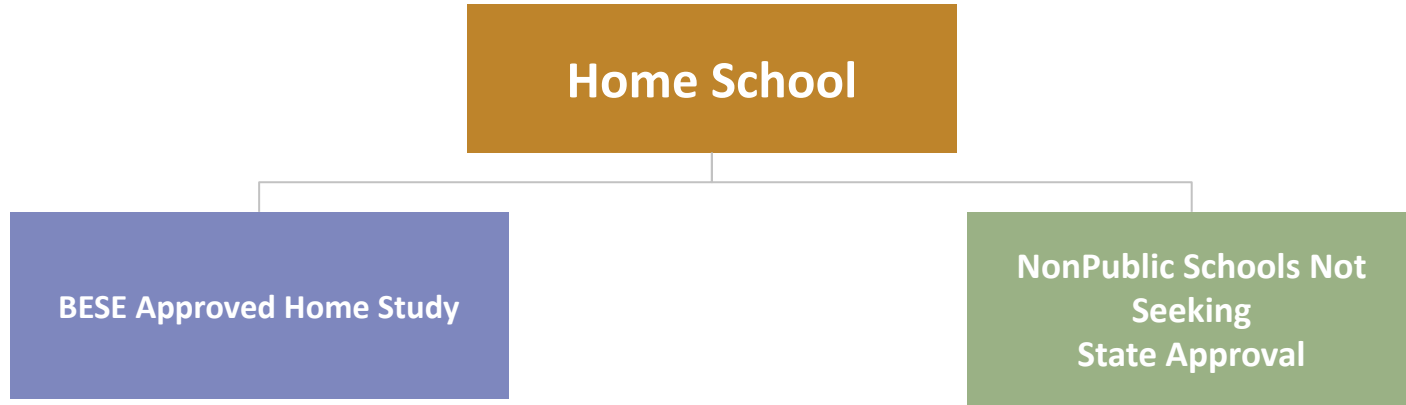 Home School
BESE Approved Home Study
NonPublic Schools Not
Seeking
State Approval